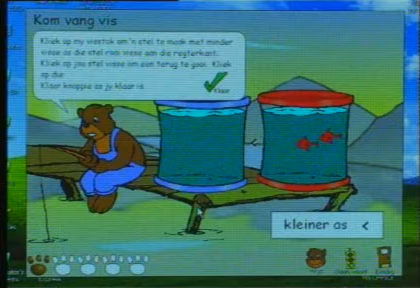 Kom vang vis
Kliek op my visstok om 'n stel te maak met minder
visse as die stel rooi visse aan die regterkant.
Kliek op jou stel visse om een terug te gooi. Kliek
op die
Klaar knoppie as jy klaar is.
Klaar
kleiner as <